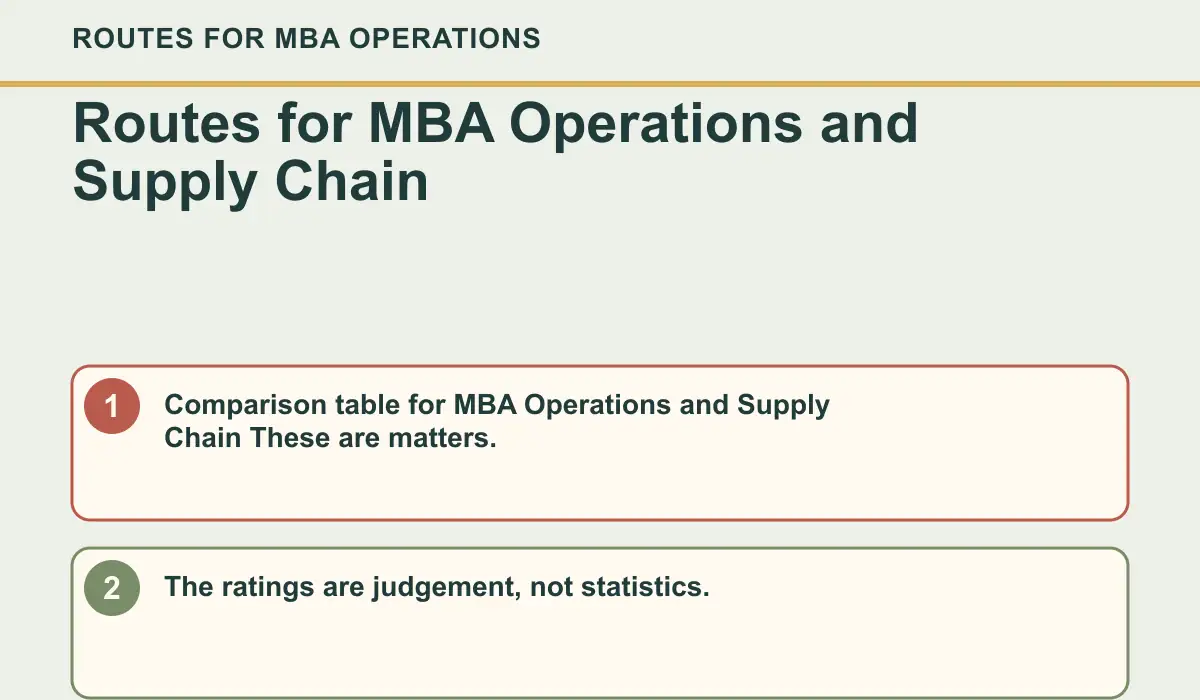 ROUTES FOR MBA OPERATIONS
Routes for MBA Operations and
Supply Chain
1
Comparison table for MBA Operations and Supply
Chain These are matters.
2
The ratings are judgement, not statistics.